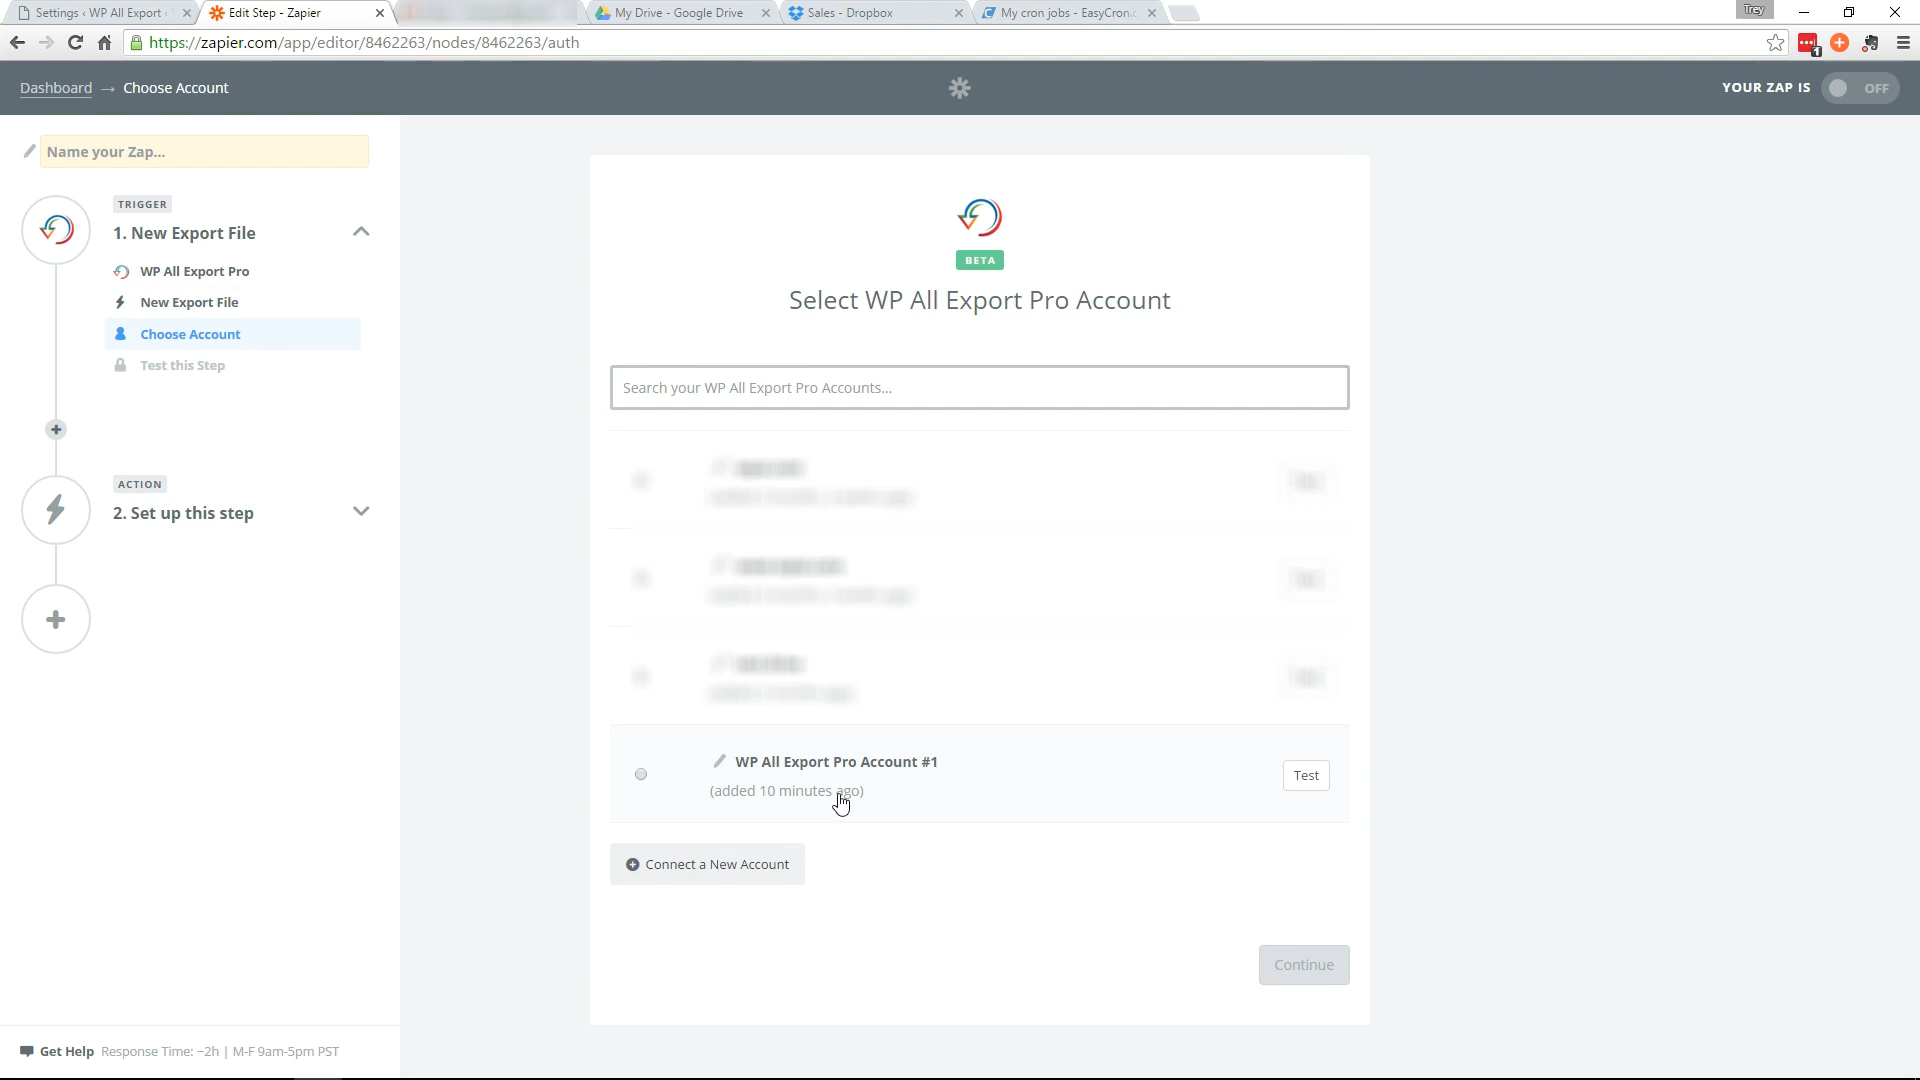 Settings ‹ WP All Export ‹
Edit Step - Zapier
My Drive - Google Drive
Sales - Dropbox
My cron jobs - EasyCron.c
Trey
https://zapier.com/app/editor/8462263/nodes/8462263/auth
1
Dashboard → Choose Account
YOUR ZAP IS
OFF
Name your Zap...
TRIGGER
1. New Export File
WP All Export Pro
New Export File
Choose Account
Test this Step
ACTION
2. Set up this step
BETA
Select WP All Export Pro Account
Search your WP All Export Pro Accounts...
WP All Export Pro Account #1
(added 10 minutes ago)
Test
Connect a New Account
Continue
Get Help Response Time: ~2h | M-F 9am-5pm PST